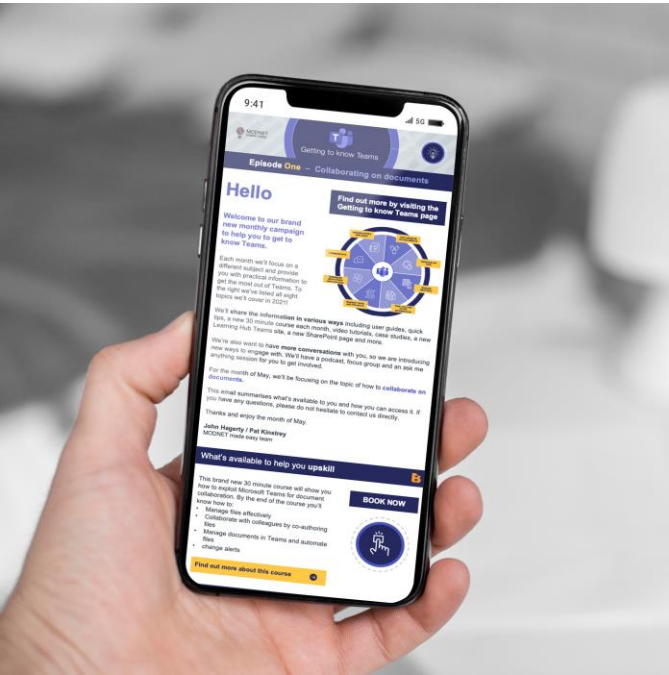 9:41
5G
MODNET
Getting to know Teams
Episode One – Collaborating on documents
Hello
Find out more by visiting the
Getting to know Teams page
Welcome to our brand
new monthly campaign
to help you to get to
know Teams.
Each month we'll focus on a
different subject and provide
you with practical information to
get the most out of Teams. To
the right we've listed all eight
topics we'll cover in 2021!
We'll share the information in various ways including user guides, quick
tips, a new 30 minute course each month, video tutorials, case studies, a new
Learning Hub Teams site, a new SharePoint page and more.
We're also want to have more conversations with you, so we are introducing
new ways to engage with. We'll have a podcast, focus group and an ask me
anything session for you to get involved.
For the month of May, we'll be focusing on the topic of how to collaborate on
documents.
This email summarises what's available to you and how you can access it. If
you have any questions, please do not hesitate to contact us directly.
Thanks and enjoy the month of May.
John Hagerty / Pat Kinstrey
MODNET made easy team
What's available to help you upskill
This brand new 30 minute course will show you
how to exploit Microsoft Teams for document
collaboration. By the end of the course you'll
know how to:
• Manage files effectively
• Collaborate with colleagues by co-authoring
files
• Manage documents in Teams and automate
files
• change alerts
BOOK NOW
Find out more about this course